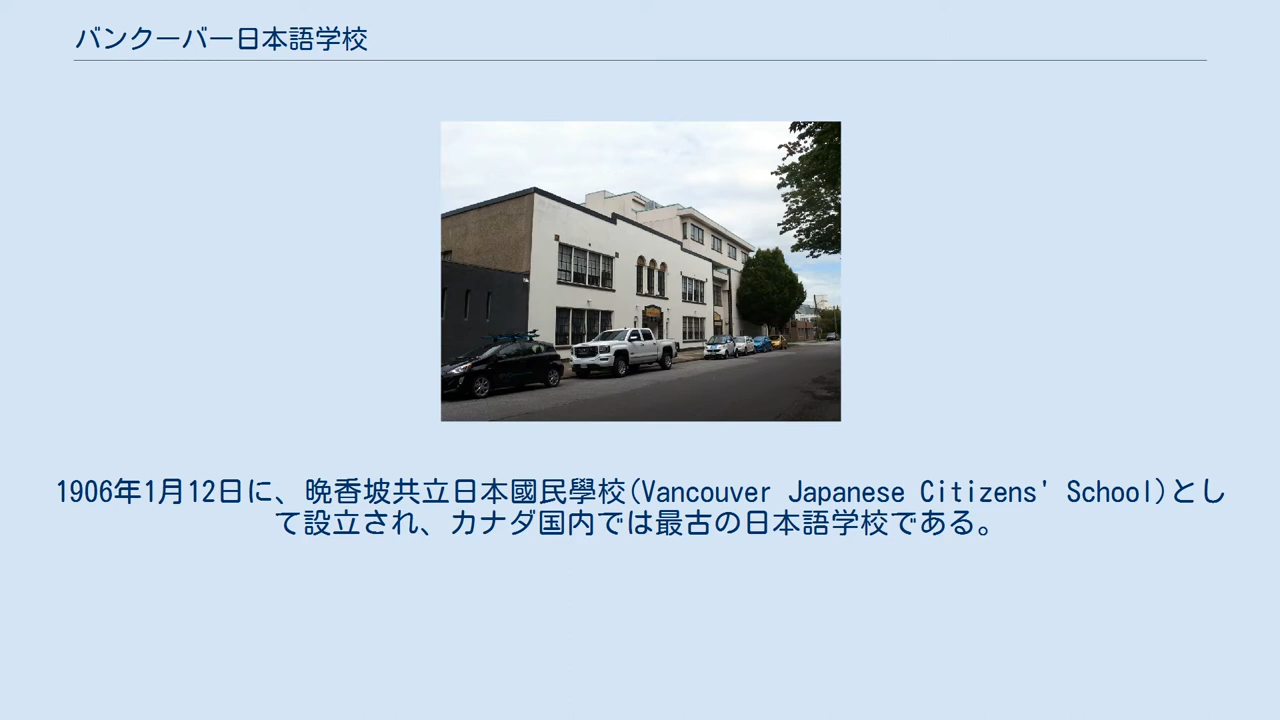 バンクーバー日本語学校
1906年1月12日に、晩香坡共立日本國民學校(Vancouver Japanese Citizens' School)とし
て設立され、カナダ国内では最古の日本語学校である。